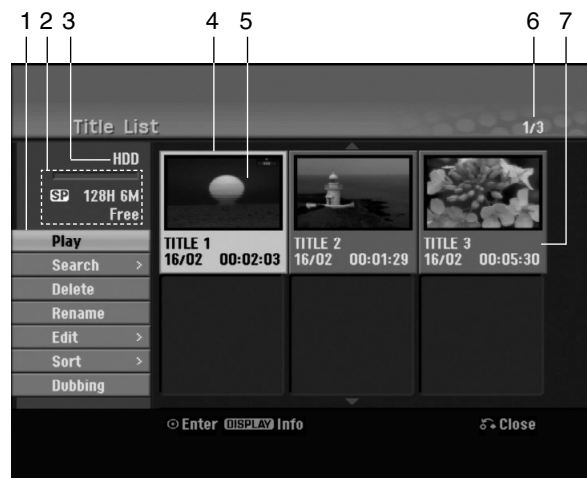 1 2 3 4 5 6 7
Title List
1/3
HDD
SP 128H 6M
Free
Play
Search >
Delete
Rename
Edit >
Sort >
Dubbing
TITLE 1
16/02 00:02:03
TITLE 2
16/02 00:01:29
TITLE 3
16/02 00:05:30
Enter DISPLAY Info
Close